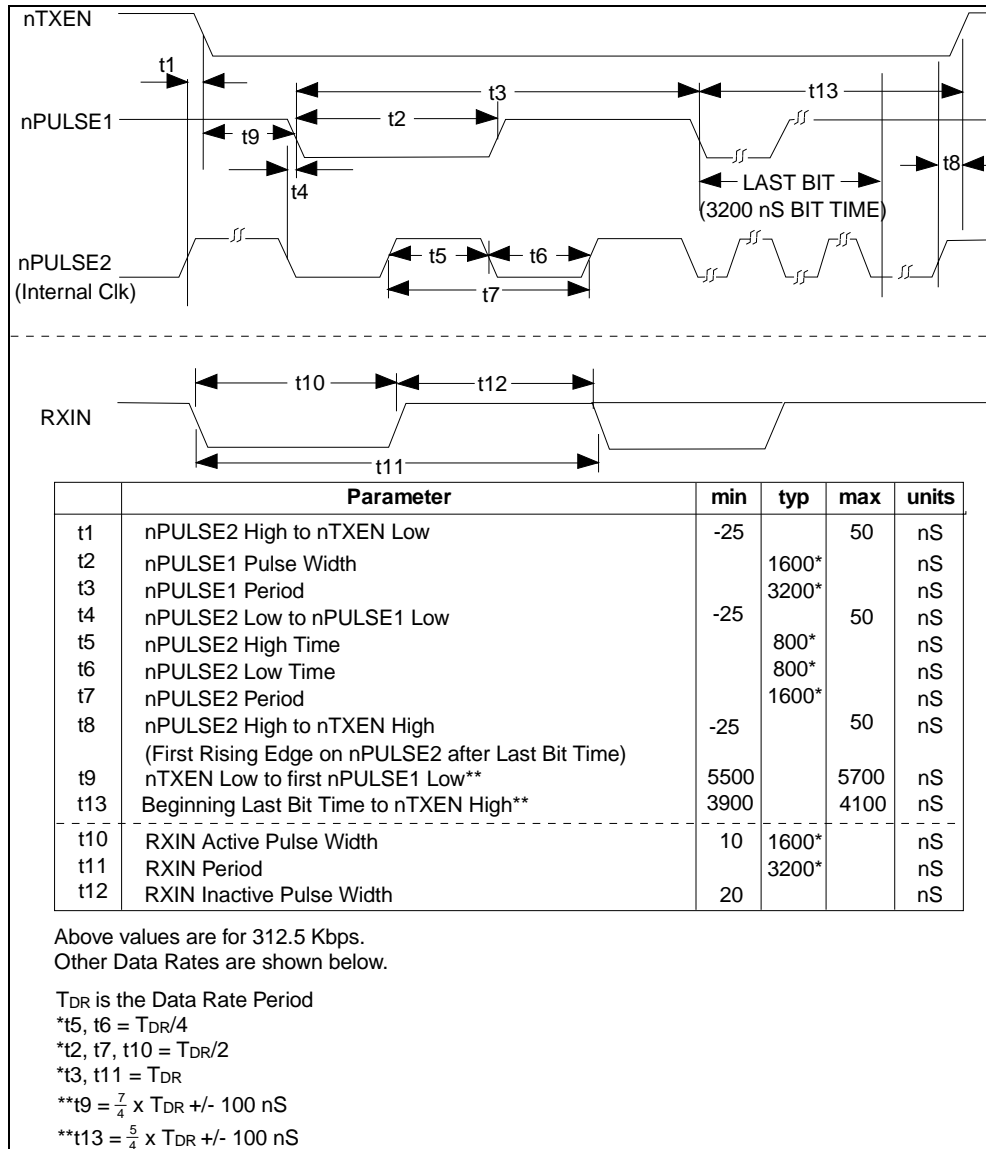 nTXEN
t1
t3
t13
nPULSE1
t2
t9
t4
t8
LAST BIT
(3200 nS BIT TIME)
nPULSE2
(Internal Clk)
t5
t6
t7
t10
t12
RXIN
t11
Parameter min typ max units
t1 nPULSE2 High to nTXEN Low -25 50 nS
t2 nPULSE1 Pulse Width 1600* nS
t3 nPULSE1 Period 3200* nS
t4 nPULSE2 Low to nPULSE1 Low -25 50 nS
t5 nPULSE2 High Time 800* nS
t6 nPULSE2 Low Time 800* nS
t7 nPULSE2 Period 1600* nS
t8 nPULSE2 High to nTXEN High -25 50 nS
(First Rising Edge on nPULSE2 after Last Bit Time)
t9 nTXEN Low to first nPULSE1 Low** 5500 5700 nS
t13 Beginning Last Bit Time to nTXEN High** 3900 4100 nS
t10 RXIN Active Pulse Width 10 1600* nS
t11 RXIN Period 3200* nS
t12 RXIN Inactive Pulse Width 20 nS
Above values are for 312.5 Kbps.
Other Data Rates are shown below.
TDR is the Data Rate Period
*t5, t6 = TDR/4
*t2, t7, t10 = TDR/2
*t3, t11 = TDR
**t9 = 7/4 x TDR +/- 100 nS
**t13 = 5/4 x TDR +/- 100 nS